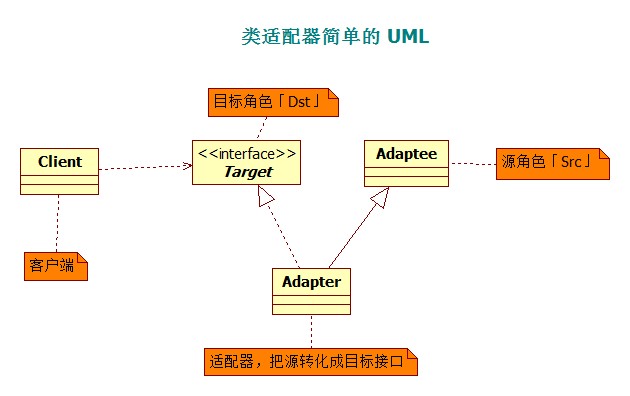 类适配器简单的 UML
目标角色「Dst」
Client
<<interface>>
Target
Adaptee
源角色「Src」
客户端
Adapter
适配器，把源转化成目标接口